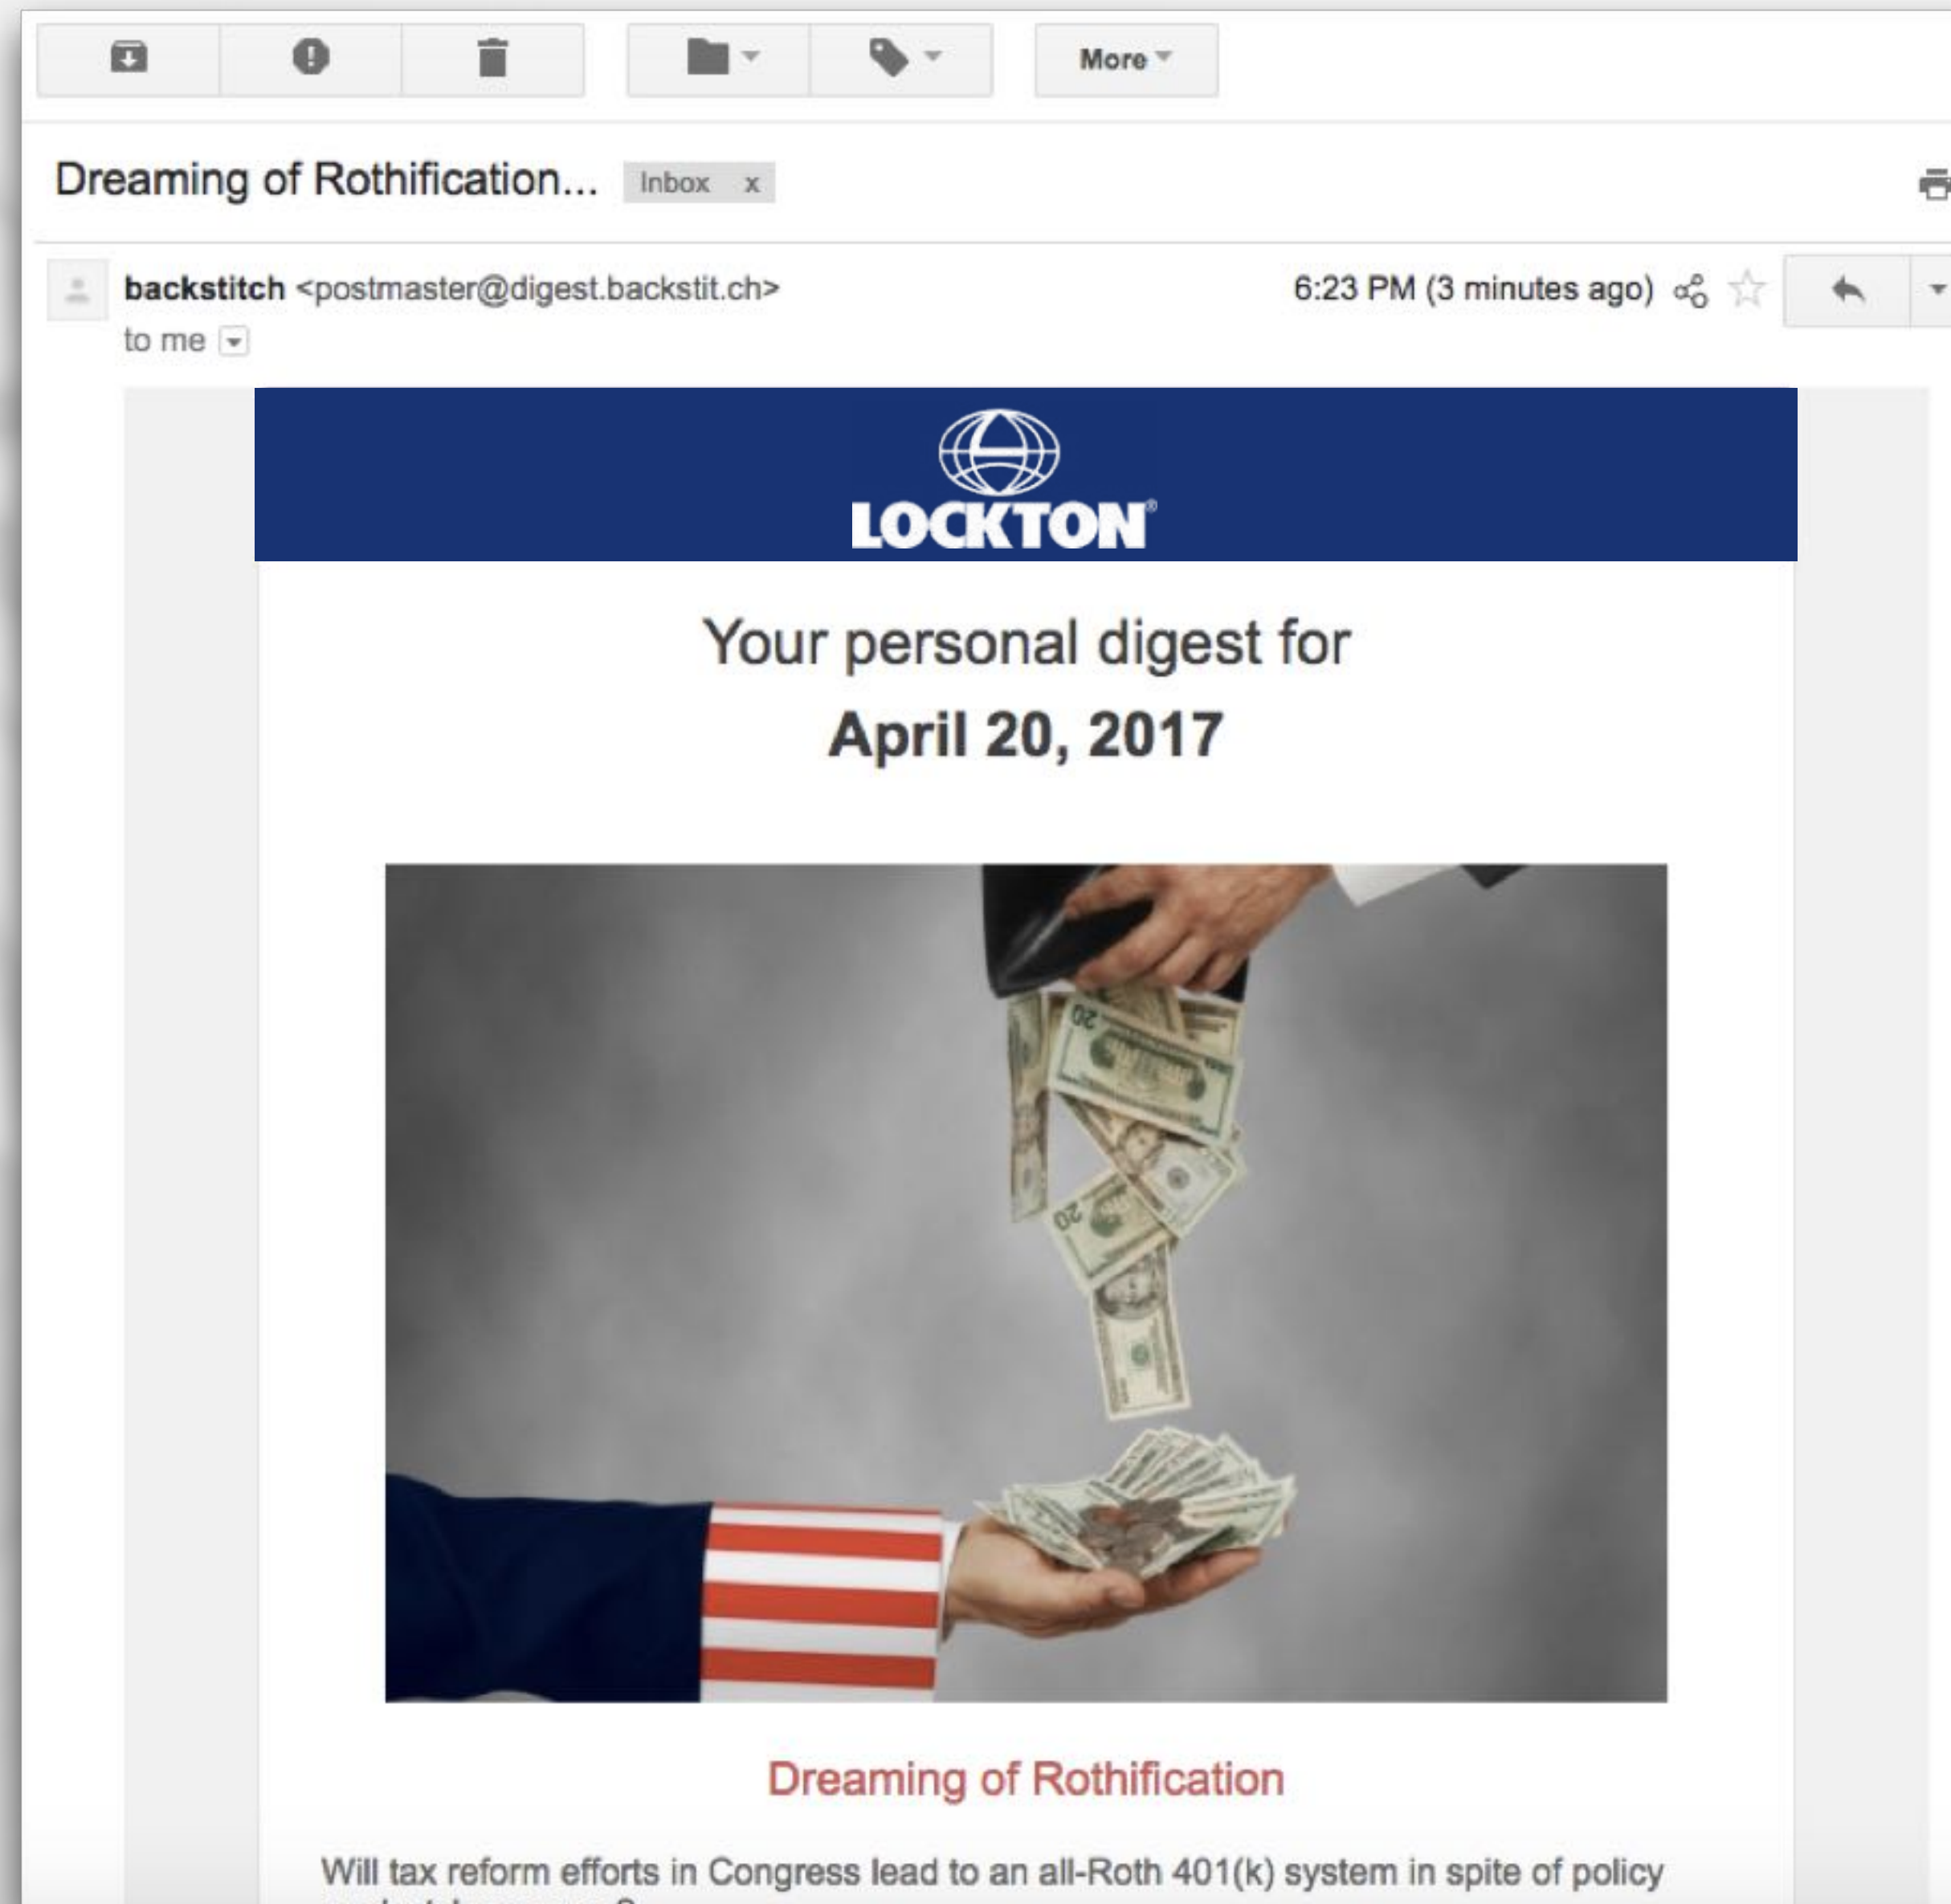 More
Dreaming of Rothification... Inbox x
backstitch <postmaster@digest.backstit.ch> 6:23 PM (3 minutes ago)
to me
LOCKTON®
Your personal digest for
April 20, 2017
20
20
Dreaming of Rothification
Will tax reform efforts in Congress lead to an all-Roth 401(k) system in spite of policy